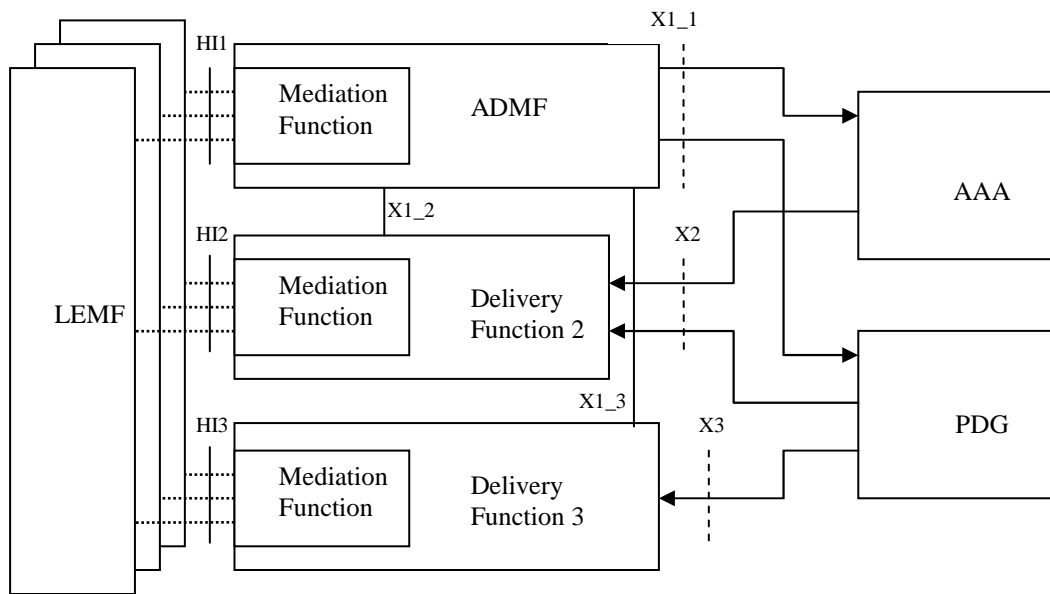 X1_1
HI1
Mediation
Function
ADMF
AAA
X1_2
HI2
X2
LEMF
Mediation
Function
Delivery
Function 2
X1_3
HI3
X3
PDG
Mediation
Function
Delivery
Function 3